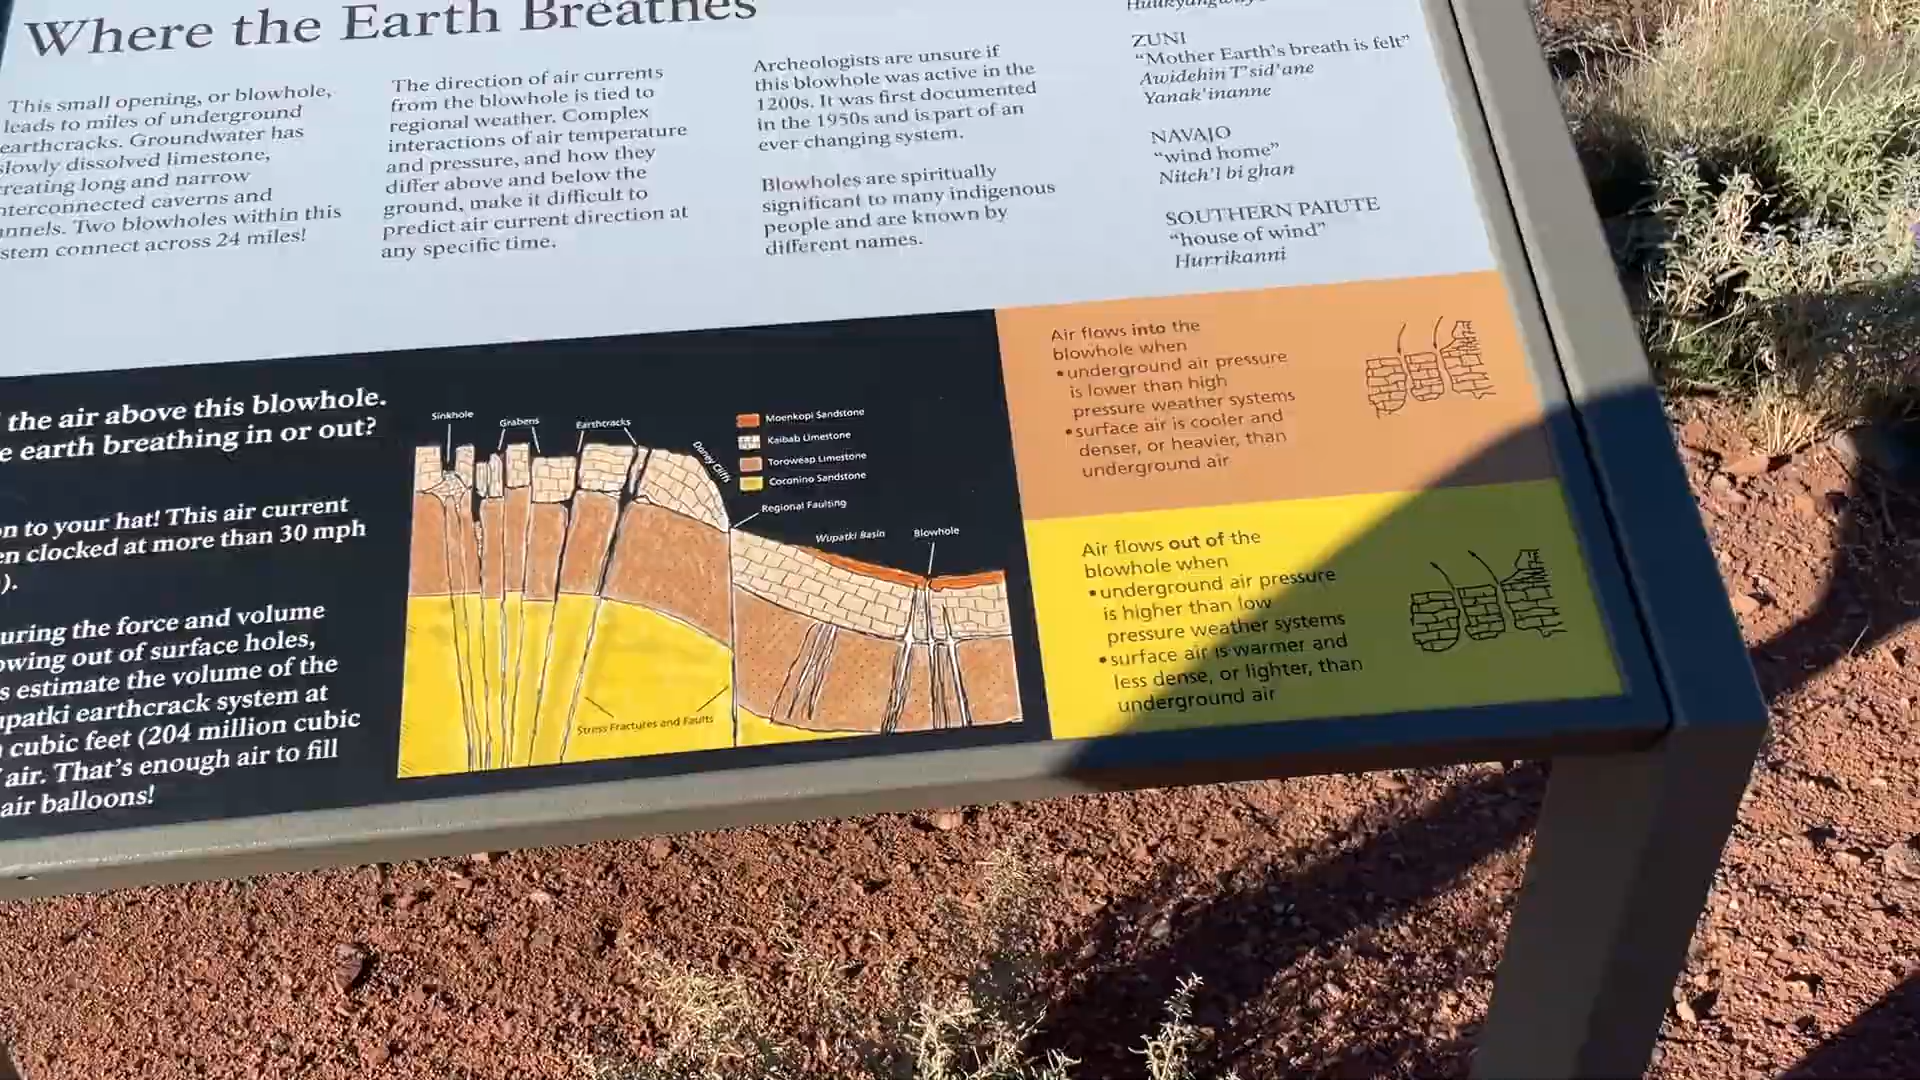 Where the Earth Breathes
This small opening, or blowhole,
leads to miles of underground
earthcracks. Groundwater has
slowly dissolved limestone,
reating long and narrow
nterconnected caverns and
nnels. Two blowholes within this
stem connect across 24 miles!
The direction of air currents
from the blowhole is tied to
regional weather. Complex
interactions of air temperature
and pressure, and how they
differ above and below the
ground, make it difficult to
predict air current direction at
any specific time.
Archeologists are unsure if
this blowhole was active in the
1200s. It was first documented
in the 1950s and is part of an
ever changing system.
Blowholes are spiritually
significant to many indigenous
people and are known by
different names.
ZUNI
"Mother Earth's breath is felt"
Awidehin T'sid'ane
Yanak'inanne
NAVAJO
"wind home"
Nitch'l bi ghan
SOUTHERN PAIUTE
"house of wind"
Hurrikanni
the air above this blowhole.
e earth breathing in or out?
on to your hat! This air current
en clocked at more than 30 mph
).
uring the force and volume
owing out of surface holes,
s estimate the volume of the
upatki earthcrack system at
cubic feet (204 million cubic
air. That's enough air to fill
air balloons!
Sinkhole
Grabens
Earthcracks
Doney Cliffs
Moenkopi Sandstone
Kaibab Limestone
Toroweap Limestone
Coconino Sandstone
Regional Faulting
Wupatki Basin
Blowhole
Stress Fractures and Faults
Air flows into the
blowhole when
• underground air pressure
is lower than high
pressure weather systems
• surface air is cooler and
denser, or heavier, than
underground air
Air flows out of the
blowhole when
• underground air pressure
is higher than low
pressure weather systems
• surface air is warmer and
less dense, or lighter, than
underground air